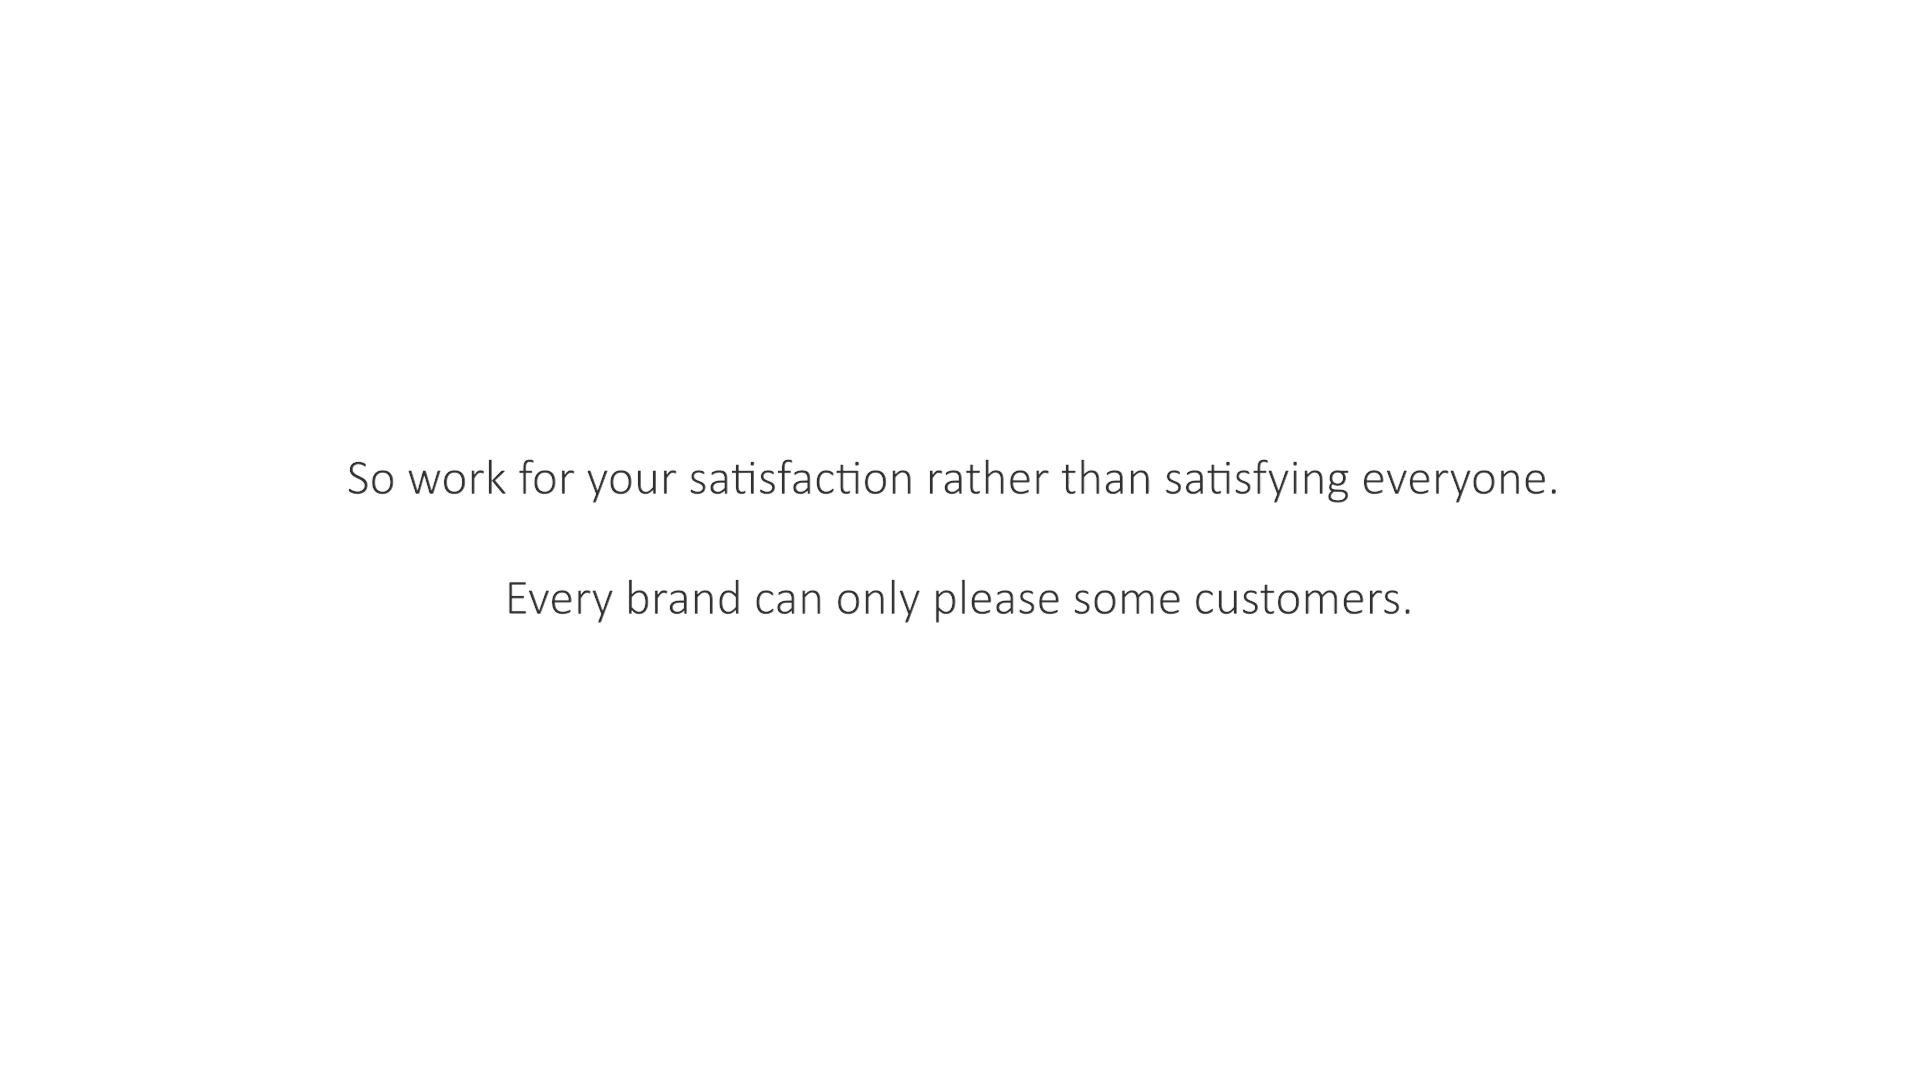 So work for your satisfaction rather than satisfying everyone.
Every brand can only please some customers.